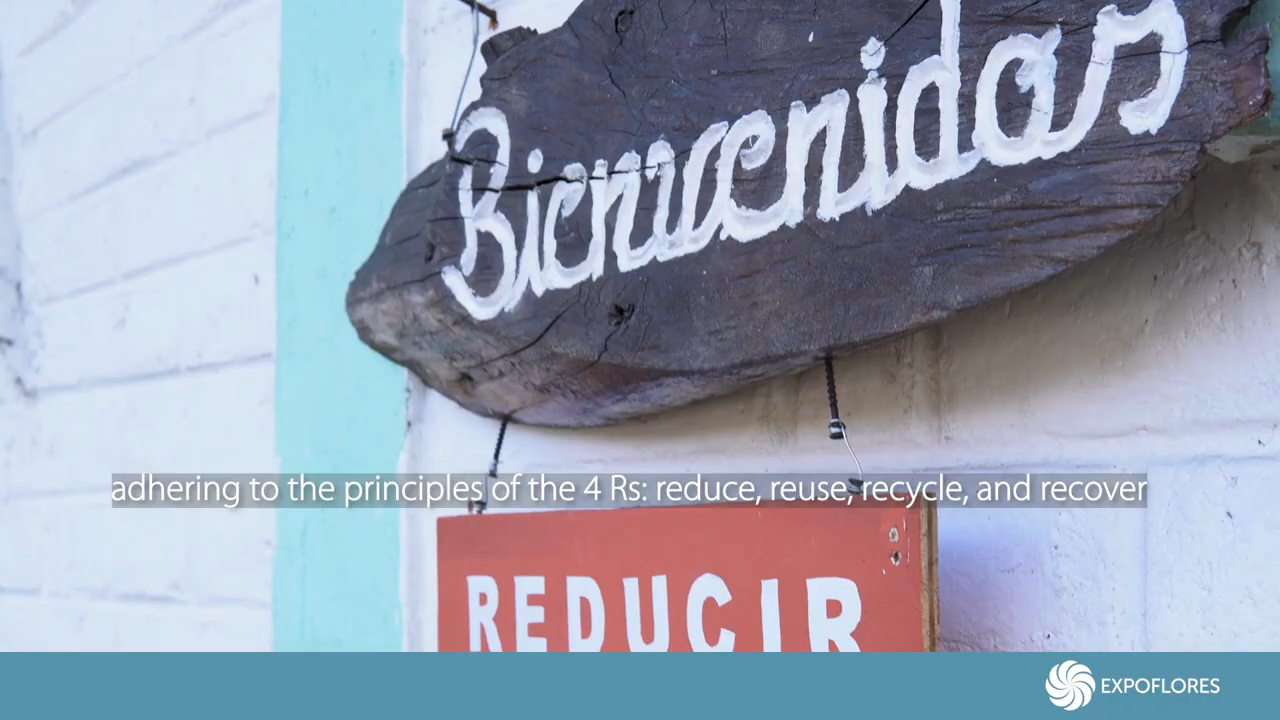 Bienvenidos
adhering to the principles of the 4 Rs: reduce, reuse, recycle, and recover
REDUCIR
EXPOFLORES